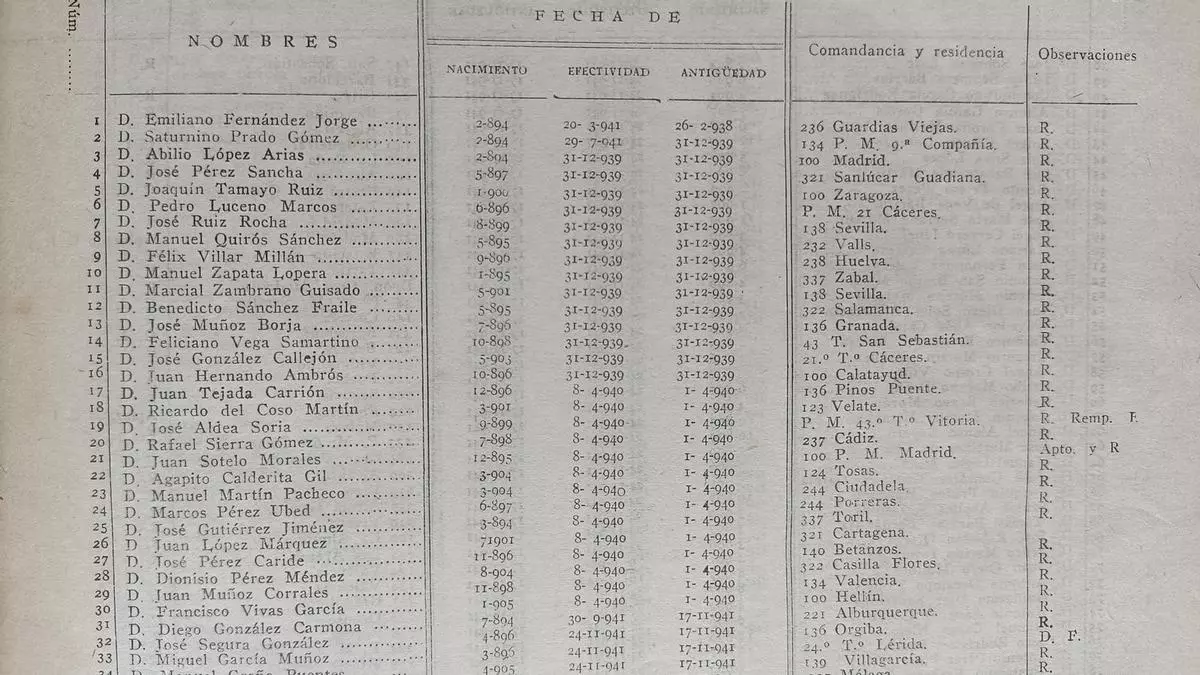 Núm. ......
NOMBRES
FECHA DE
NACIMIENTO EFECTIVIDAD ANTIGÜEDAD
Comandancia y residencia
Observaciones
1 D. Emiliano Fernández Jorge ......... 2-894 20- 3-941 26- 2-938 236 Guardias Viejas. R.
2 D. Saturnino Prado Gómez ........... 2-894 29- 7-941 31-12-939 134 P. M. 9.ª Compañía. R.
3 D. Abilio López Arias ............... 2-894 31-12-939 31-12-939 100 Madrid. R.
4 D. José Pérez Sancha ............... 5-897 31-12-939 31-12-939 321 Sanlúcar Guadiana. R.
5 D. Joaquín Tamayo Ruiz ............. 1-900 31-12-939 31-12-939 100 Zaragoza. R.
6 D. Pedro Luceno Marcos ............ 6-896 31-12-939 31-12-939 P. M. 21 Cáceres. R.
7 D. José Ruiz Rocha ................. 8-899 31-12-939 31-12-939 138 Sevilla. R.
8 D. Manuel Quirós Sánchez ........... 5-895 31-12-939 31-12-939 232 Valls. R.
9 D. Félix Villar Millán ............... 9-896 31-12-939 31-12-939 238 Huelva. R.
10 D. Manuel Zapata Lopera ............ 1-895 31-12-939 31-12-939 337 Zabal. R.
11 D. Marcial Zambrano Guisado ........ 5-901 31-12-939 31-12-939 138 Sevilla. R.
12 D. Benedicto Sánchez Fraile ........ 5-895 31-12-939 31-12-939 322 Salamanca. R.
13 D. José Muñoz Borja ............... 7-896 31-12-939 31-12-939 136 Granada. R.
14 D. Feliciano Vega Samartino ........ 10-898 31-12-939 31-12-939 43 T. San Sebastián. R.
15 D. José González Callejón ........... 5-903 31-12-939 31-12-939 21.º T.º Cáceres. R.
16 D. Juan Hernando Ambrós ........... 10-896 31-12-939 31-12-939 100 Calatayud. R.
17 D. Juan Tejada Carrión ............. 12-896 8- 4-940 1- 4-940 136 Pinos Puente. R.
18 D. Ricardo del Coso Martín ........ 3-901 8- 4-940 1- 4-940 123 Velate. R.
19 D. José Aldea Soria ................ 9-899 8- 4-940 1- 4-940 P. M. 43.º T.º Vitoria. R. Remp. F.
20 D. Rafael Sierra Gómez ............. 7-898 8- 4-940 1- 4-940 237 Cádiz. R.
21 D. Juan Sotelo Morales ............. 12-895 8- 4-940 1- 4-940 100 P. M. Madrid. Apto. y R
22 D. Agapito Calderita Gil ............ 3-904 8- 4-940 1- 4-940 124 Tosas. R.
23 D. Manuel Martín Pacheco .......... 3-904 8- 4-940 1- 4-940 244 Ciudadela. R.
24 D. Marcos Pérez Ubed .............. 6-897 8- 4-940 1- 4-940 244 Porreras. R.
25 D. José Gutiérrez Jiménez .......... 3-894 8- 4-940 1- 4-940 337 Toril. R.
26 D. Juan López Márquez ............. 71901 8- 4-940 1- 4-940 321 Cartagena.
27 D. José Pérez Caride ............... 11-896 8- 4-940 1- 4-940 140 Betanzos. R.
28 D. Dionisio Pérez Méndez .......... 8-904 8- 4-940 1- 4-940 322 Casilla Flores. R.
29 D. Juan Muñoz Corrales ............ 11-898 8- 4-940 1- 4-940 134 Valencia. R.
30 D. Francisco Vivas García .......... 1-905 8- 4-940 1- 4-940 100 Hellín. R.
31 D. Diego González Carmona ......... 7-894 30- 9-941 17-11-941 221 Alburquerque. R.
32 D. José Segura González ............ 4-896 24-11-941 17-11-941 136 Orgiba. R.
33 D. Miguel García Muñoz ............ 3-896 24-11-941 17-11-941 24.º T.º Lérida. D. F.
34 D. 4-905 24-11-941 17-11-941 139 Villagarcía. R.
Málaga. R.